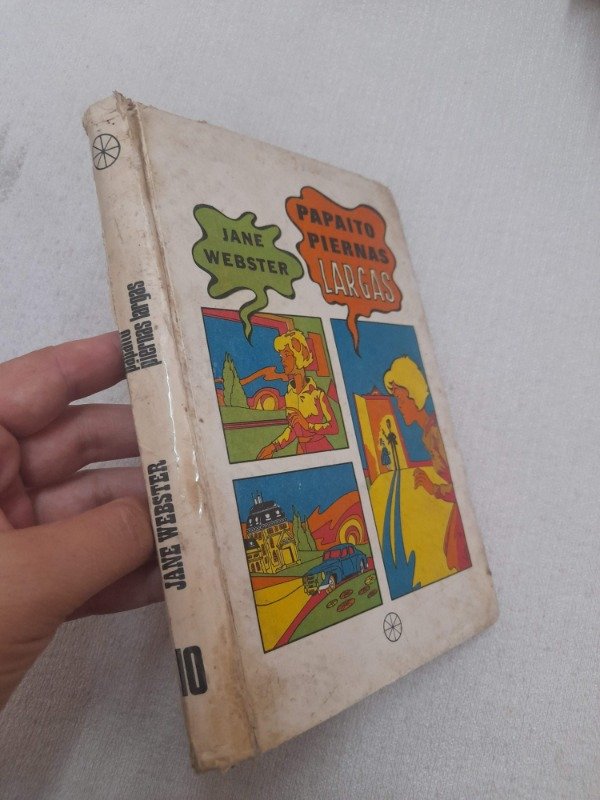 JANE
WEBSTER
PAPAITO
PIERNAS
LARGAS
papaito
piernas largas
JANE WEBSTER
10